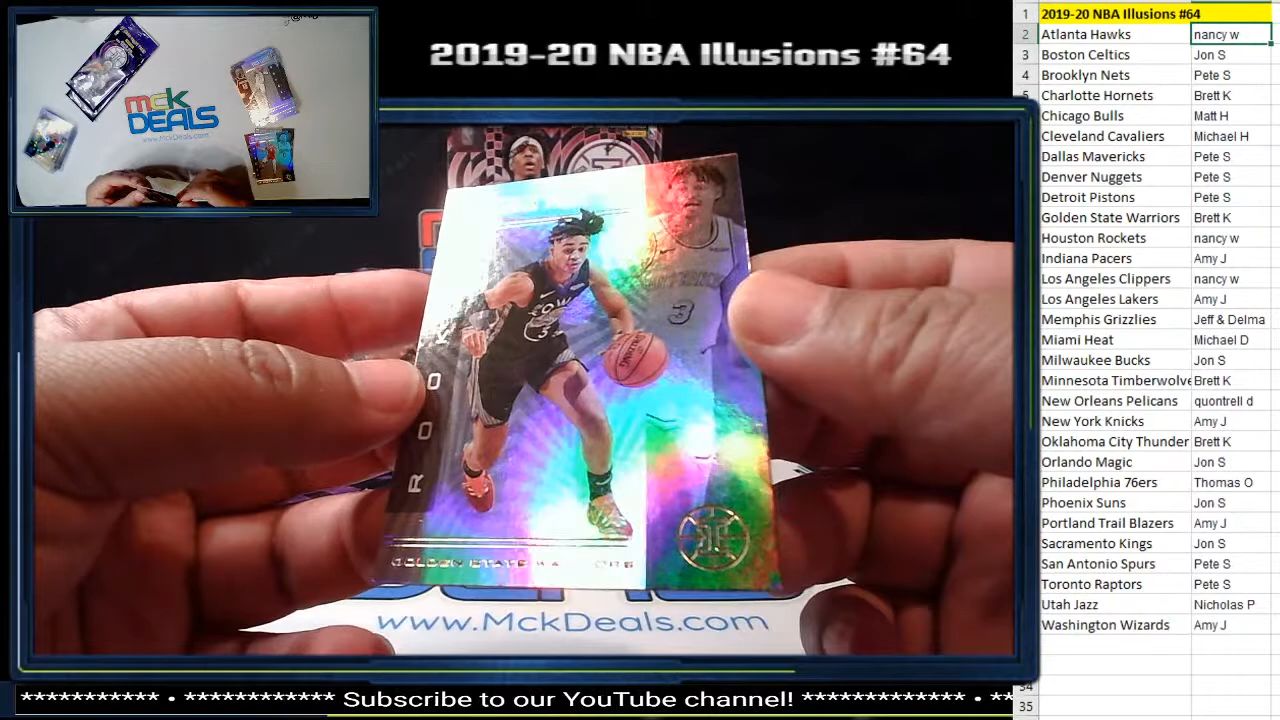 2019-20 NBA Illusions #64
mck
DEALS
www.MckDeals.com
3
GOLDEN STATE
www.MckDeals.com
*********** • ************ Subscribe to our YouTube channel! ************* • **
1 2019-20 NBA Illusions #64
2 Atlanta Hawks nancy w
3 Boston Celtics Jon S
4 Brooklyn Nets Pete S
5 Charlotte Hornets Brett K
Chicago Bulls Matt H
Cleveland Cavaliers Michael H
Dallas Mavericks Pete S
Denver Nuggets Pete S
Detroit Pistons Pete S
Golden State Warriors Brett K
Houston Rockets nancy w
Indiana Pacers Amy J
Los Angeles Clippers nancy w
Los Angeles Lakers Amy J
Memphis Grizzlies Jeff & Delma
Miami Heat Michael D
Milwaukee Bucks Jon S
Minnesota Timberwolve Brett K
New Orleans Pelicans quontrell d
New York Knicks Amy J
Oklahoma City Thunder Brett K
Orlando Magic Jon S
Philadelphia 76ers Thomas O
Phoenix Suns Jon S
Portland Trail Blazers Amy J
Sacramento Kings Jon S
San Antonio Spurs Pete S
Toronto Raptors Pete S
Utah Jazz Nicholas P
Washington Wizards Amy J
34
35